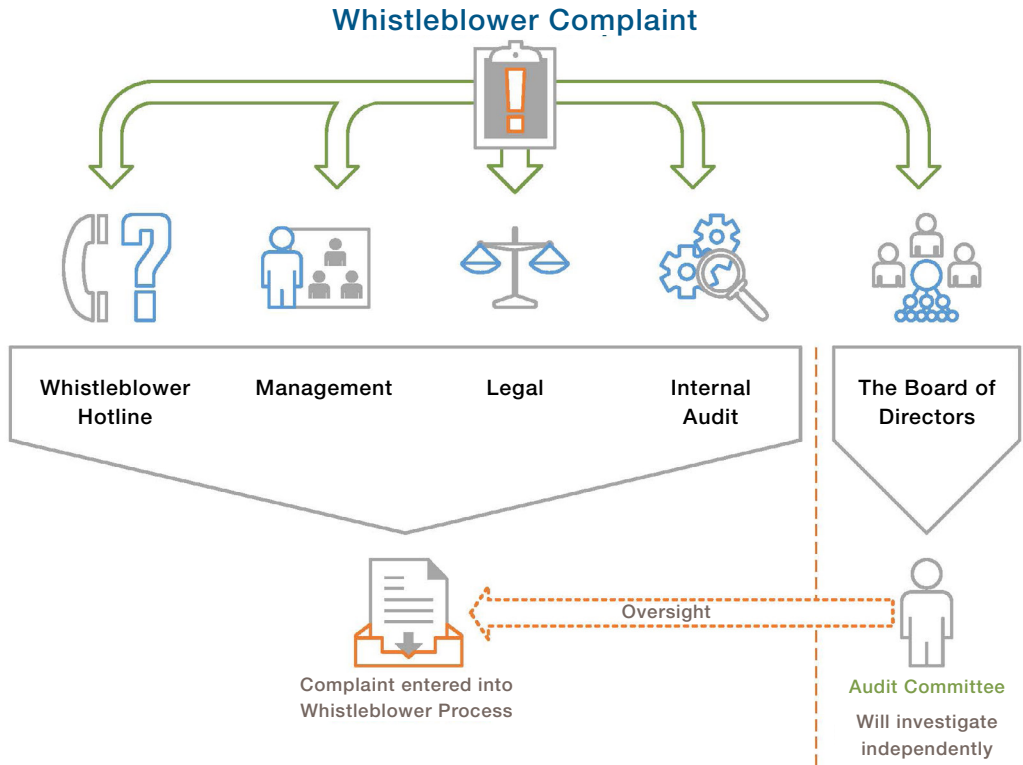 Whistleblower Complaint
Whistleblower
Hotline
Management
Legal
Internal
Audit
The Board of
Directors
Oversight
Complaint entered into
Whistleblower Process
Audit Committee
Will investigate
independently